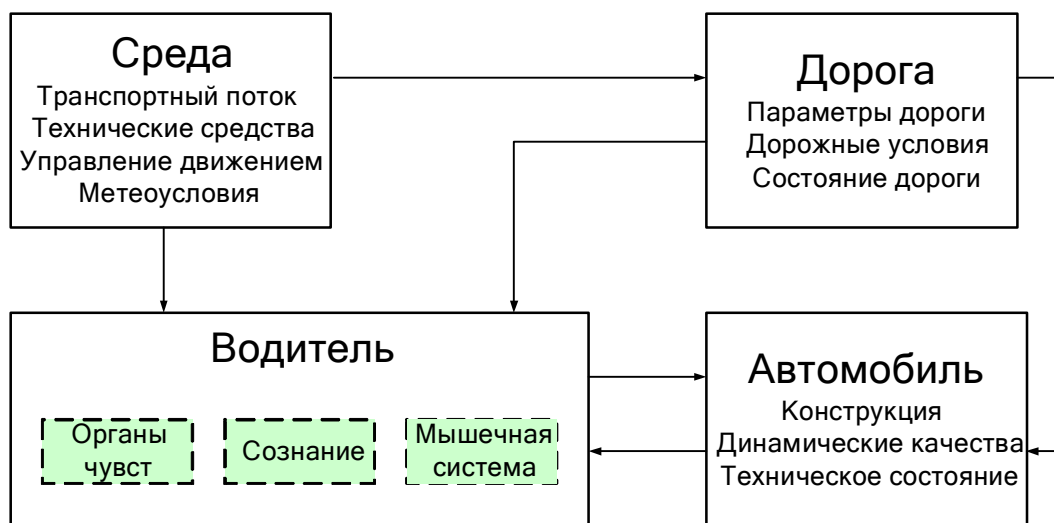 Среда
Транспортный поток
Технические средства
Управление движением
Метеоусловия
Дорога
Параметры дороги
Дорожные условия
Состояние дороги
Водитель
Органы
чувст
Сознание
Мышечная
система
Автомобиль
Конструкция
Динамические качества
Техническое состояние